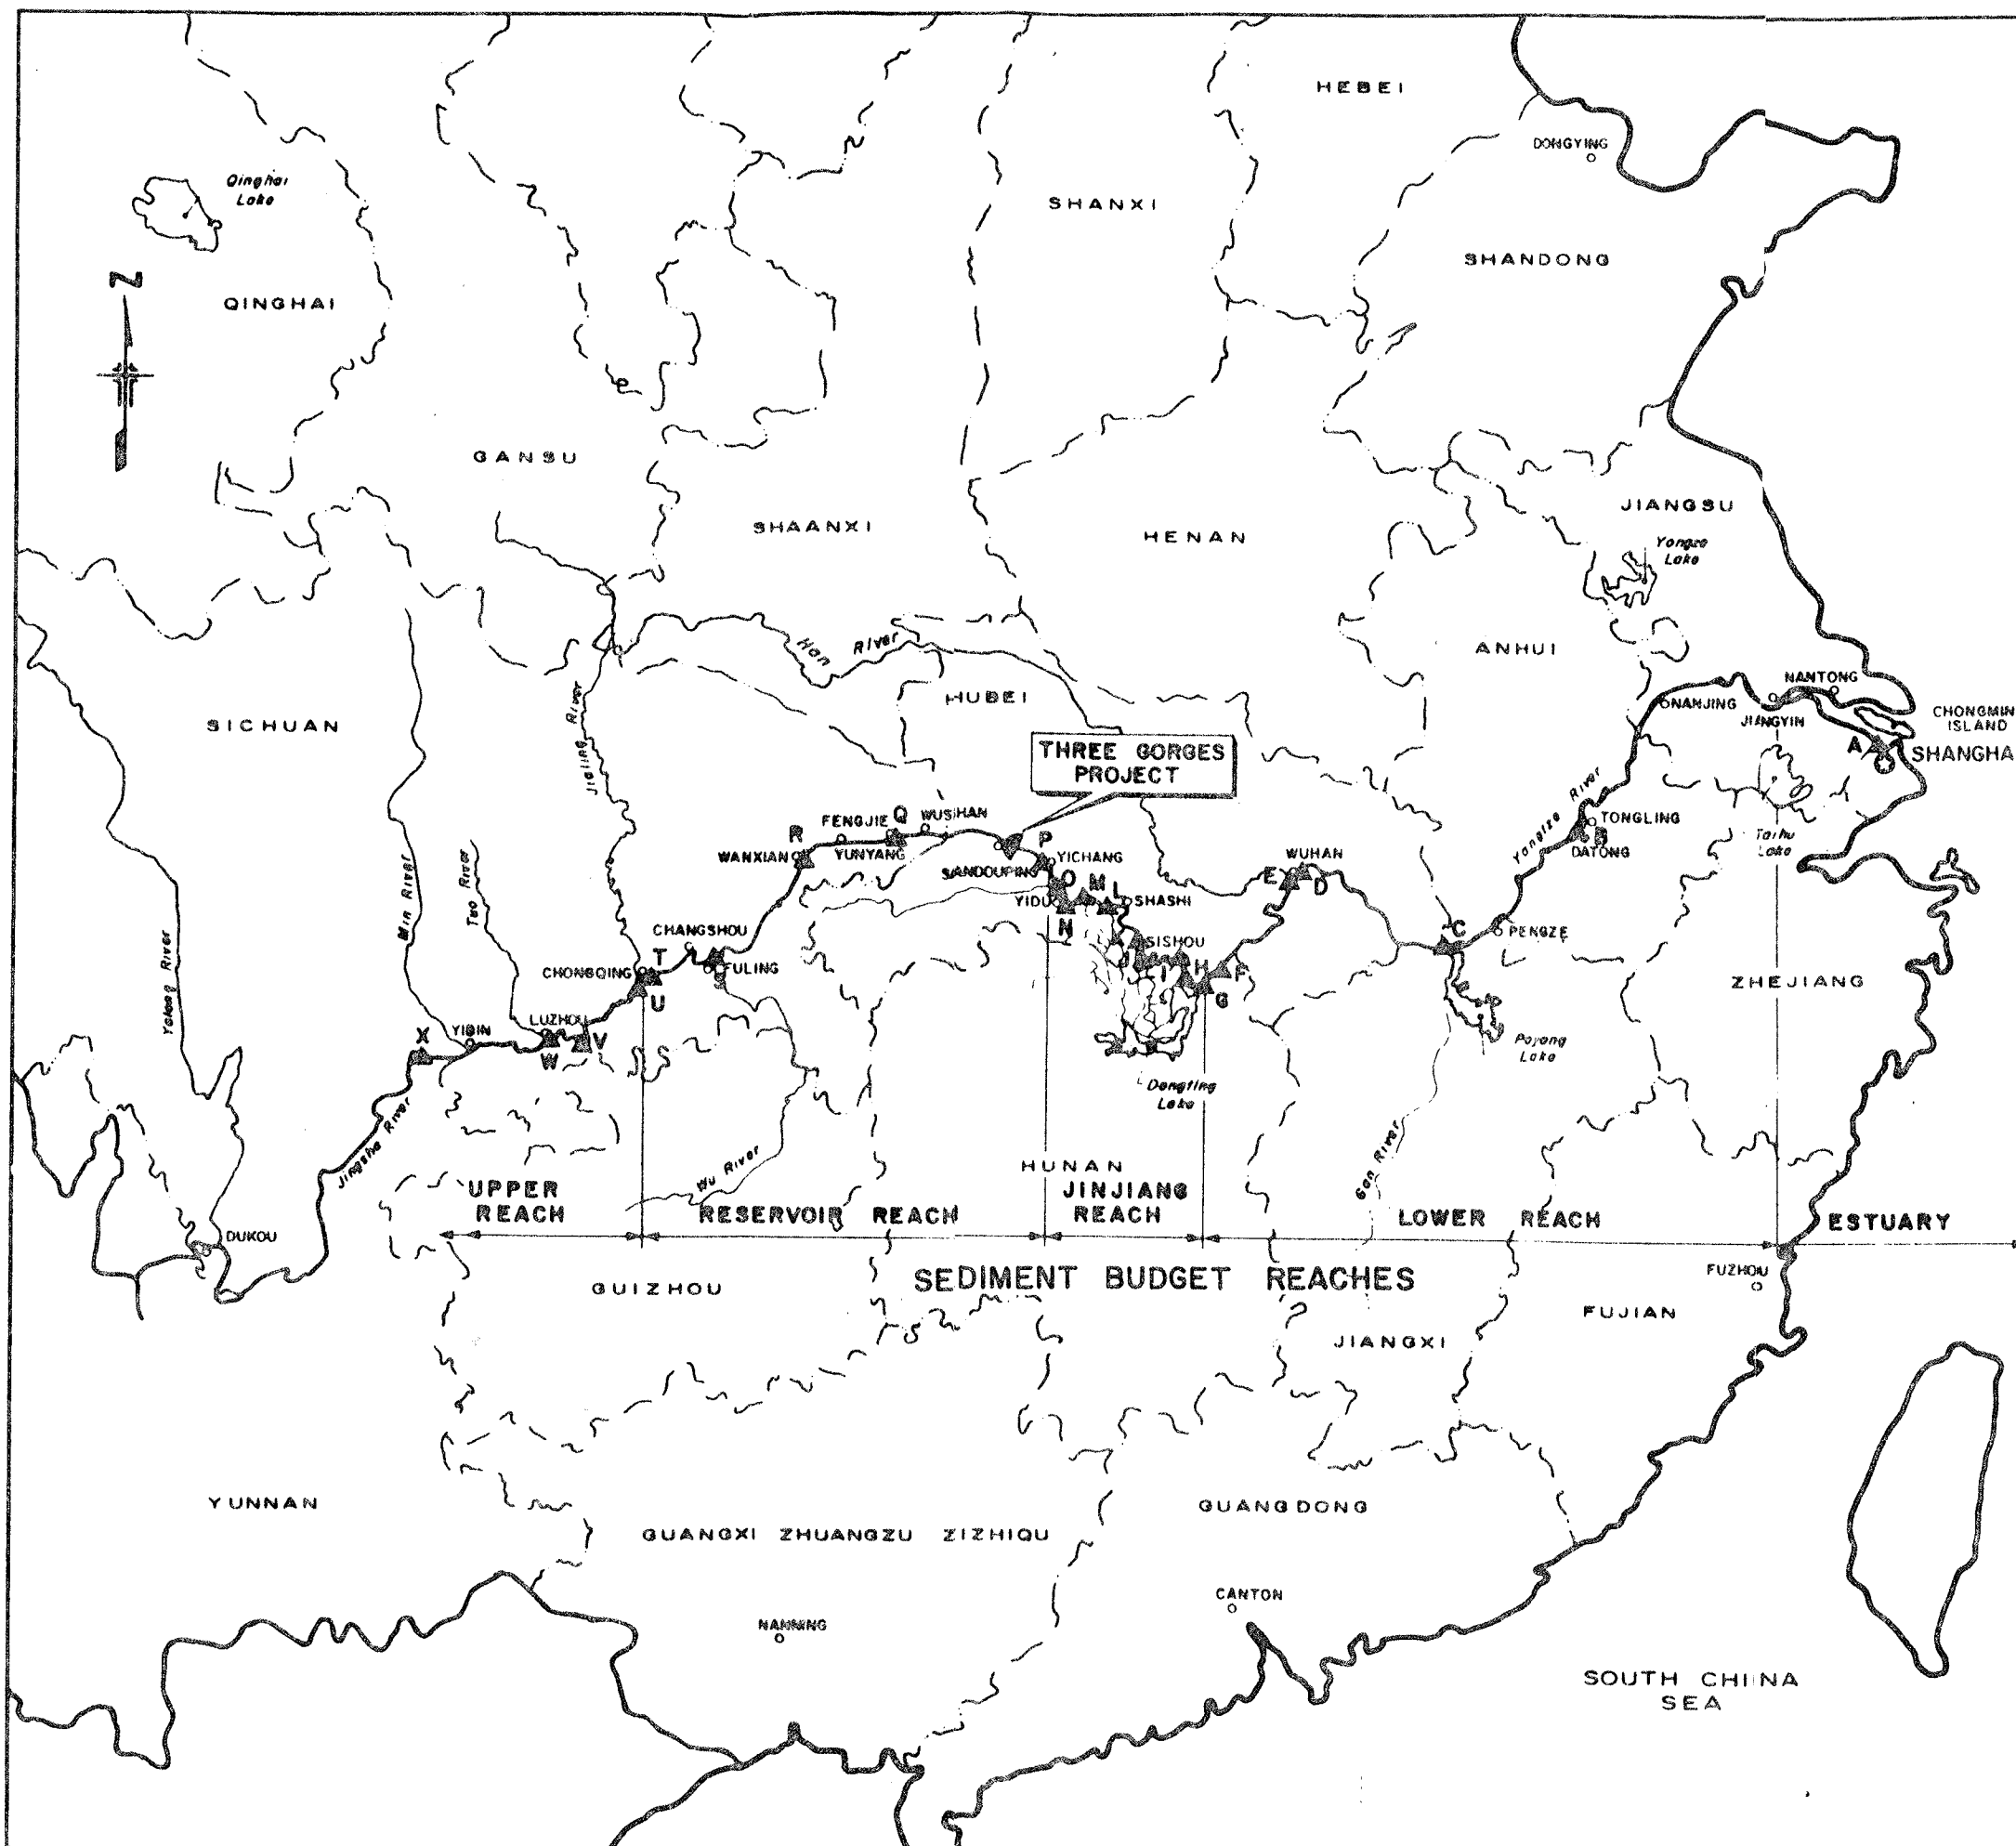 HEBEI
DONGYING
Qinghai
Lake
SHANXI
SHANDONG
N
QINGHAI
GANSU
SHAANXI
HENAN
JIANGSU
Lake
ANHUI
Han River
HUBEI
SICHUAN
Jialing River
NANTONG
NANJING
JIANGYIN
CHONGMIN
ISLAND
A
SHANGHA
THREE GORGES
PROJECT
Yangtze River
FENGJIE
Q
WUSHAN
R
WANXIAN
YUNYANG
P
YICHANG
SANDOUPING
WUHAN
E
D
B
TONGLING
DATONG
Taihu
Lake
Min River
Tuo River
O
M
L
YIDU
SHASHI
N
CHANGSHOU
SISHOU
C
PENGZE
T
CHONGQING
FULING
S
J
I
H
F
G
U
ZHEJIANG
Yalong River
X
YIBIN
LUZHOU
W
V
Poyang
Lake
Dongting
Lake
Jingsha River
Wu River
Gan River
HUNAN
UPPER
REACH
RESERVOIR REACH
JINJIANG
REACH
LOWER REACH
ESTUARY
DUKOU
SEDIMENT BUDGET REACHES
GUIZHOU
FUZHOU
FUJIAN
JIANGXI
YUNNAN
GUANGXI ZHUANGZU ZIZHIQU
GUANGDONG
CANTON
NANNING
SOUTH CHINA
SEA